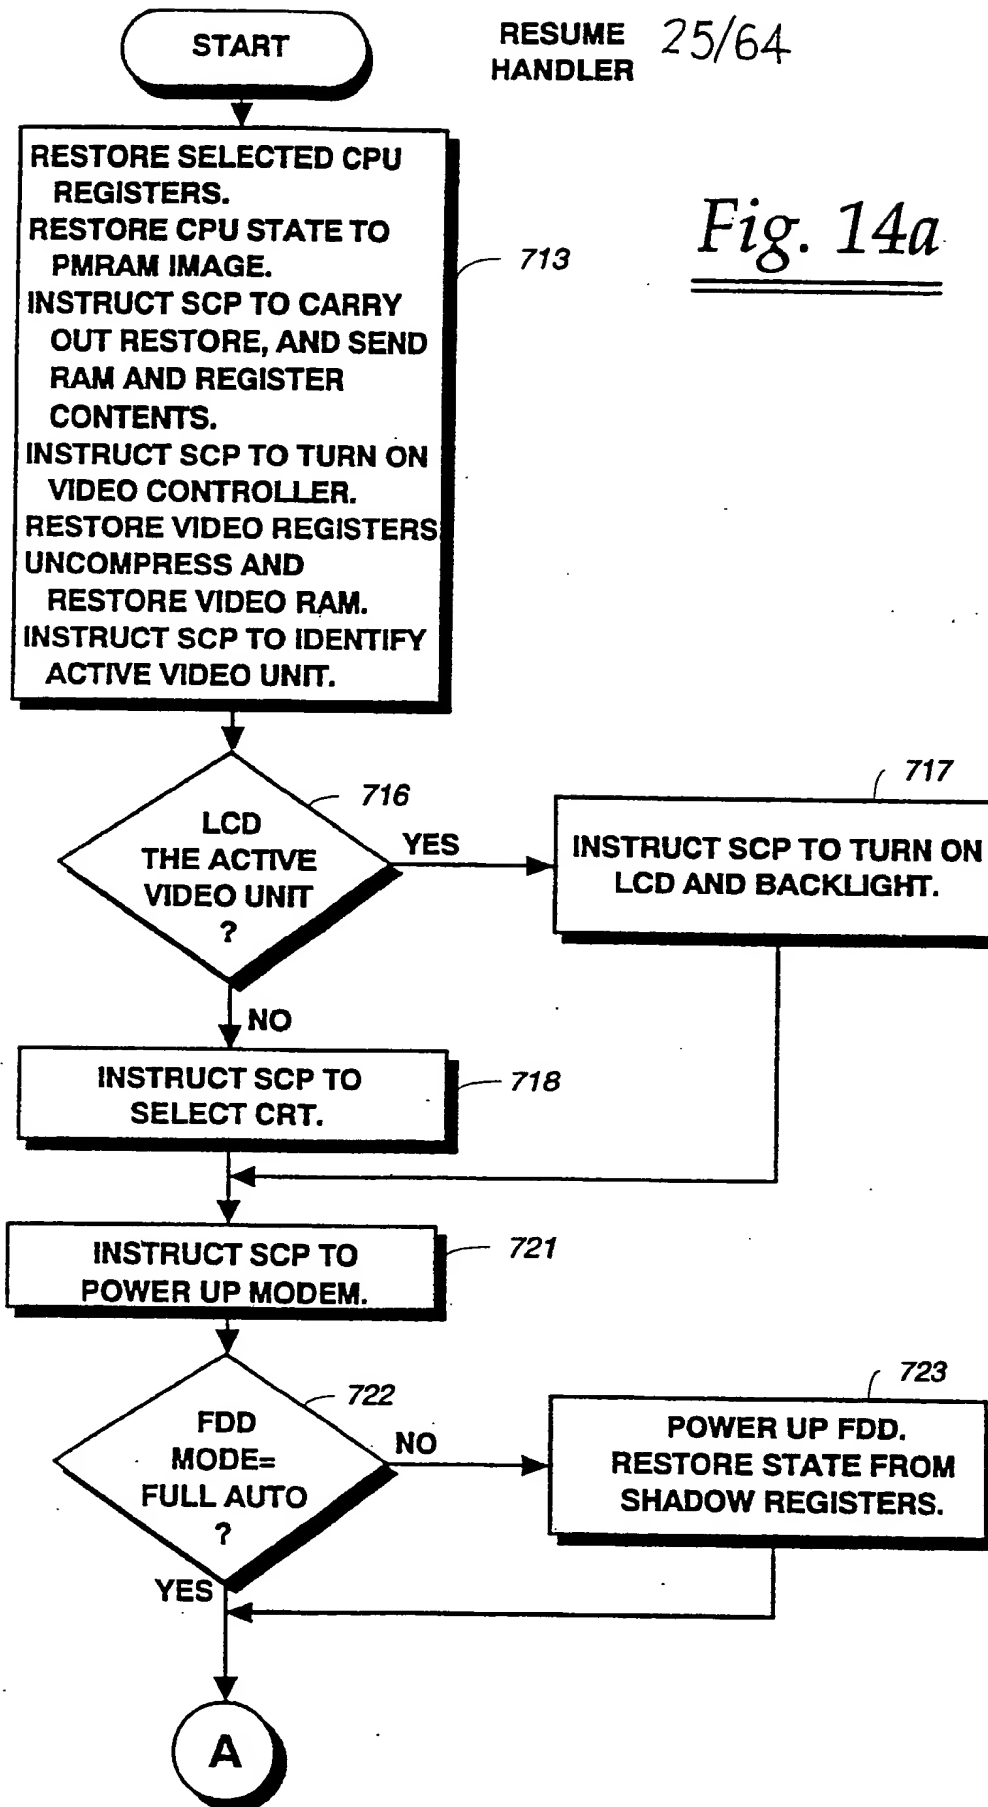 START
RESUME
HANDLER
25/64
Fig. 14a
RESTORE SELECTED CPU
REGISTERS.
RESTORE CPU STATE TO
PMRAM IMAGE.
INSTRUCT SCP TO CARRY
OUT RESTORE, AND SEND
RAM AND REGISTER
CONTENTS.
INSTRUCT SCP TO TURN ON
VIDEO CONTROLLER.
RESTORE VIDEO REGISTERS
UNCOMPRESS AND
RESTORE VIDEO RAM.
INSTRUCT SCP TO IDENTIFY
ACTIVE VIDEO UNIT.
713
LCD
THE ACTIVE
VIDEO UNIT
?
716
YES
717
INSTRUCT SCP TO TURN ON
LCD AND BACKLIGHT.
NO
INSTRUCT SCP TO
SELECT CRT.
718
INSTRUCT SCP TO
POWER UP MODEM.
721
FDD
MODE=
FULL AUTO
?
722
NO
723
POWER UP FDD.
RESTORE STATE FROM
SHADOW REGISTERS.
YES
A